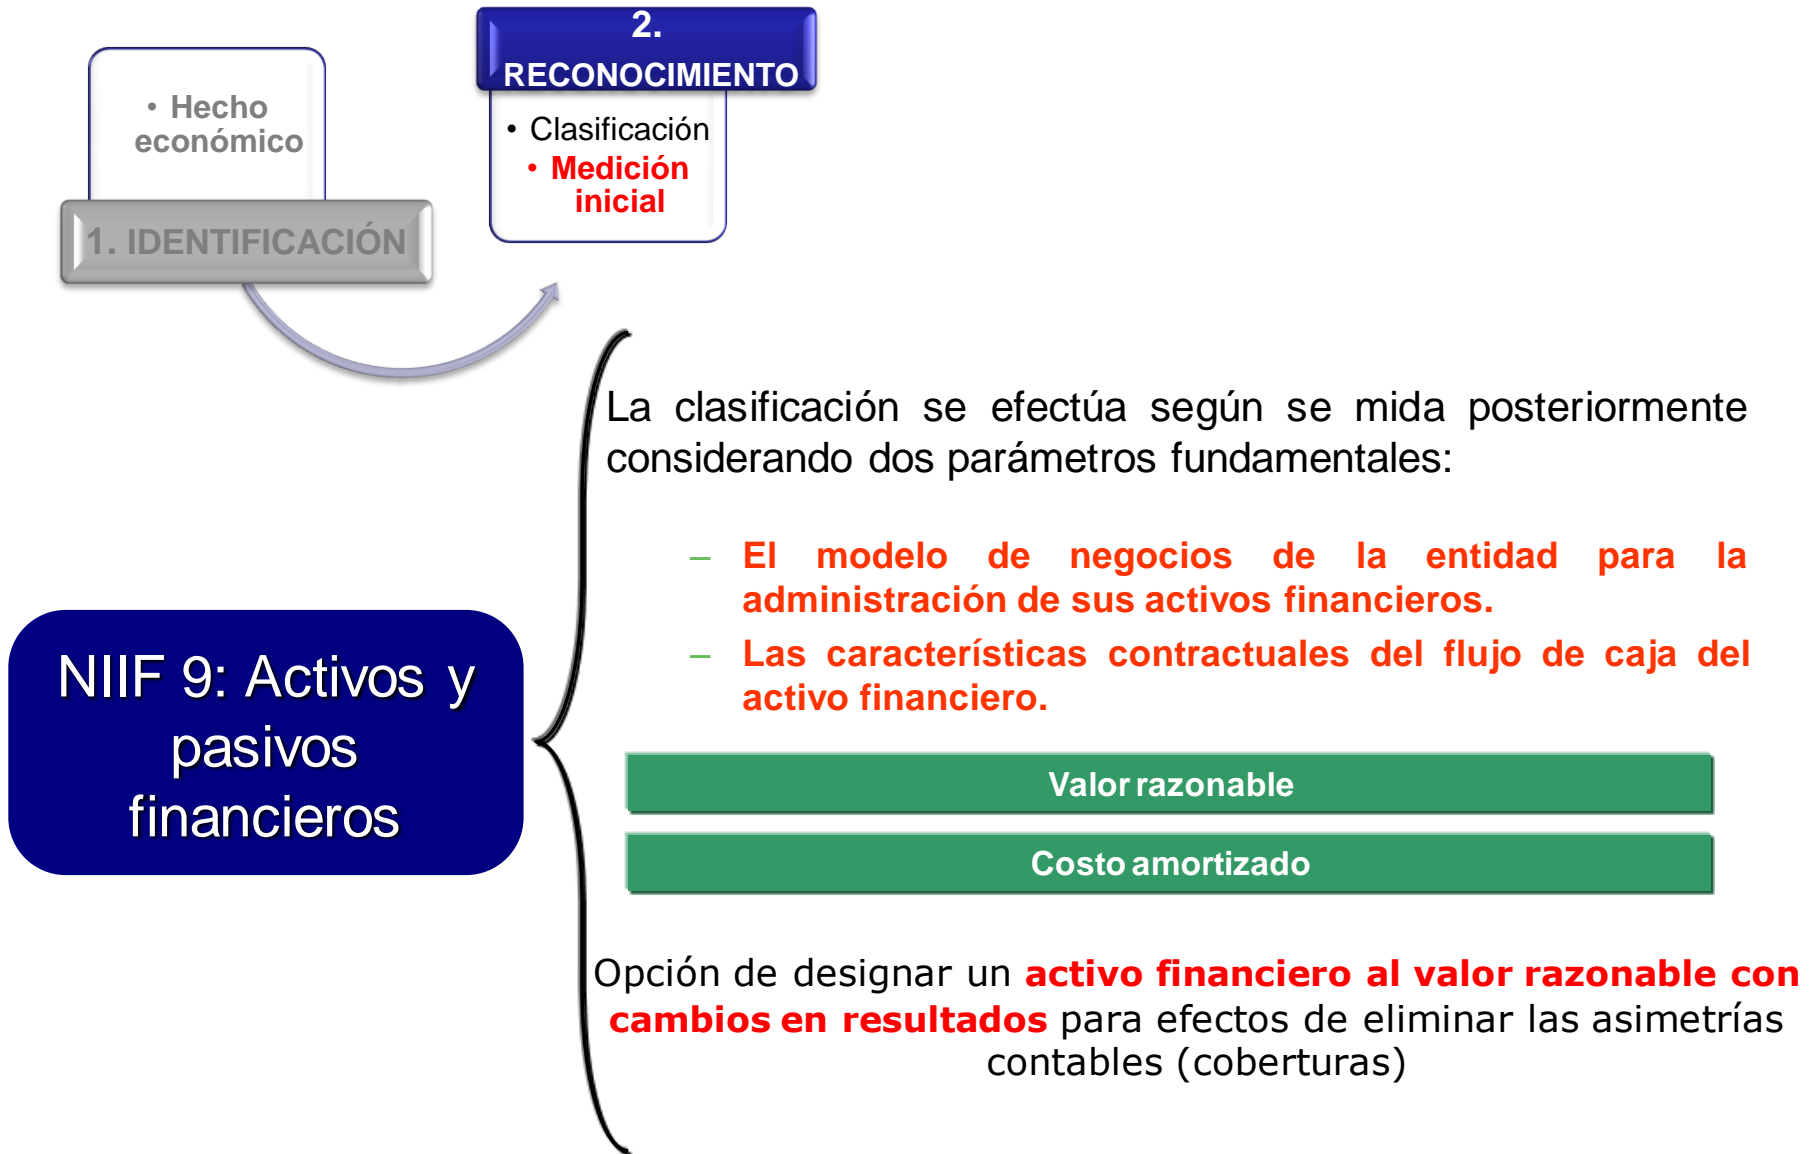 • Hecho
económico
1. IDENTIFICACIÓN
2.
RECONOCIMIENTO
• Clasificación
• Medición
inicial
La clasificación se efectúa según se mida posteriormente
considerando dos parámetros fundamentales:
– El modelo de negocios de la entidad para la
administración de sus activos financieros.
– Las características contractuales del flujo de caja del
activo financiero.
NIIF 9: Activos y
pasivos
financieros
Valor razonable
Costo amortizado
Opción de designar un activo financiero al valor razonable con
cambios en resultados para efectos de eliminar las asimetrías
contables (coberturas)